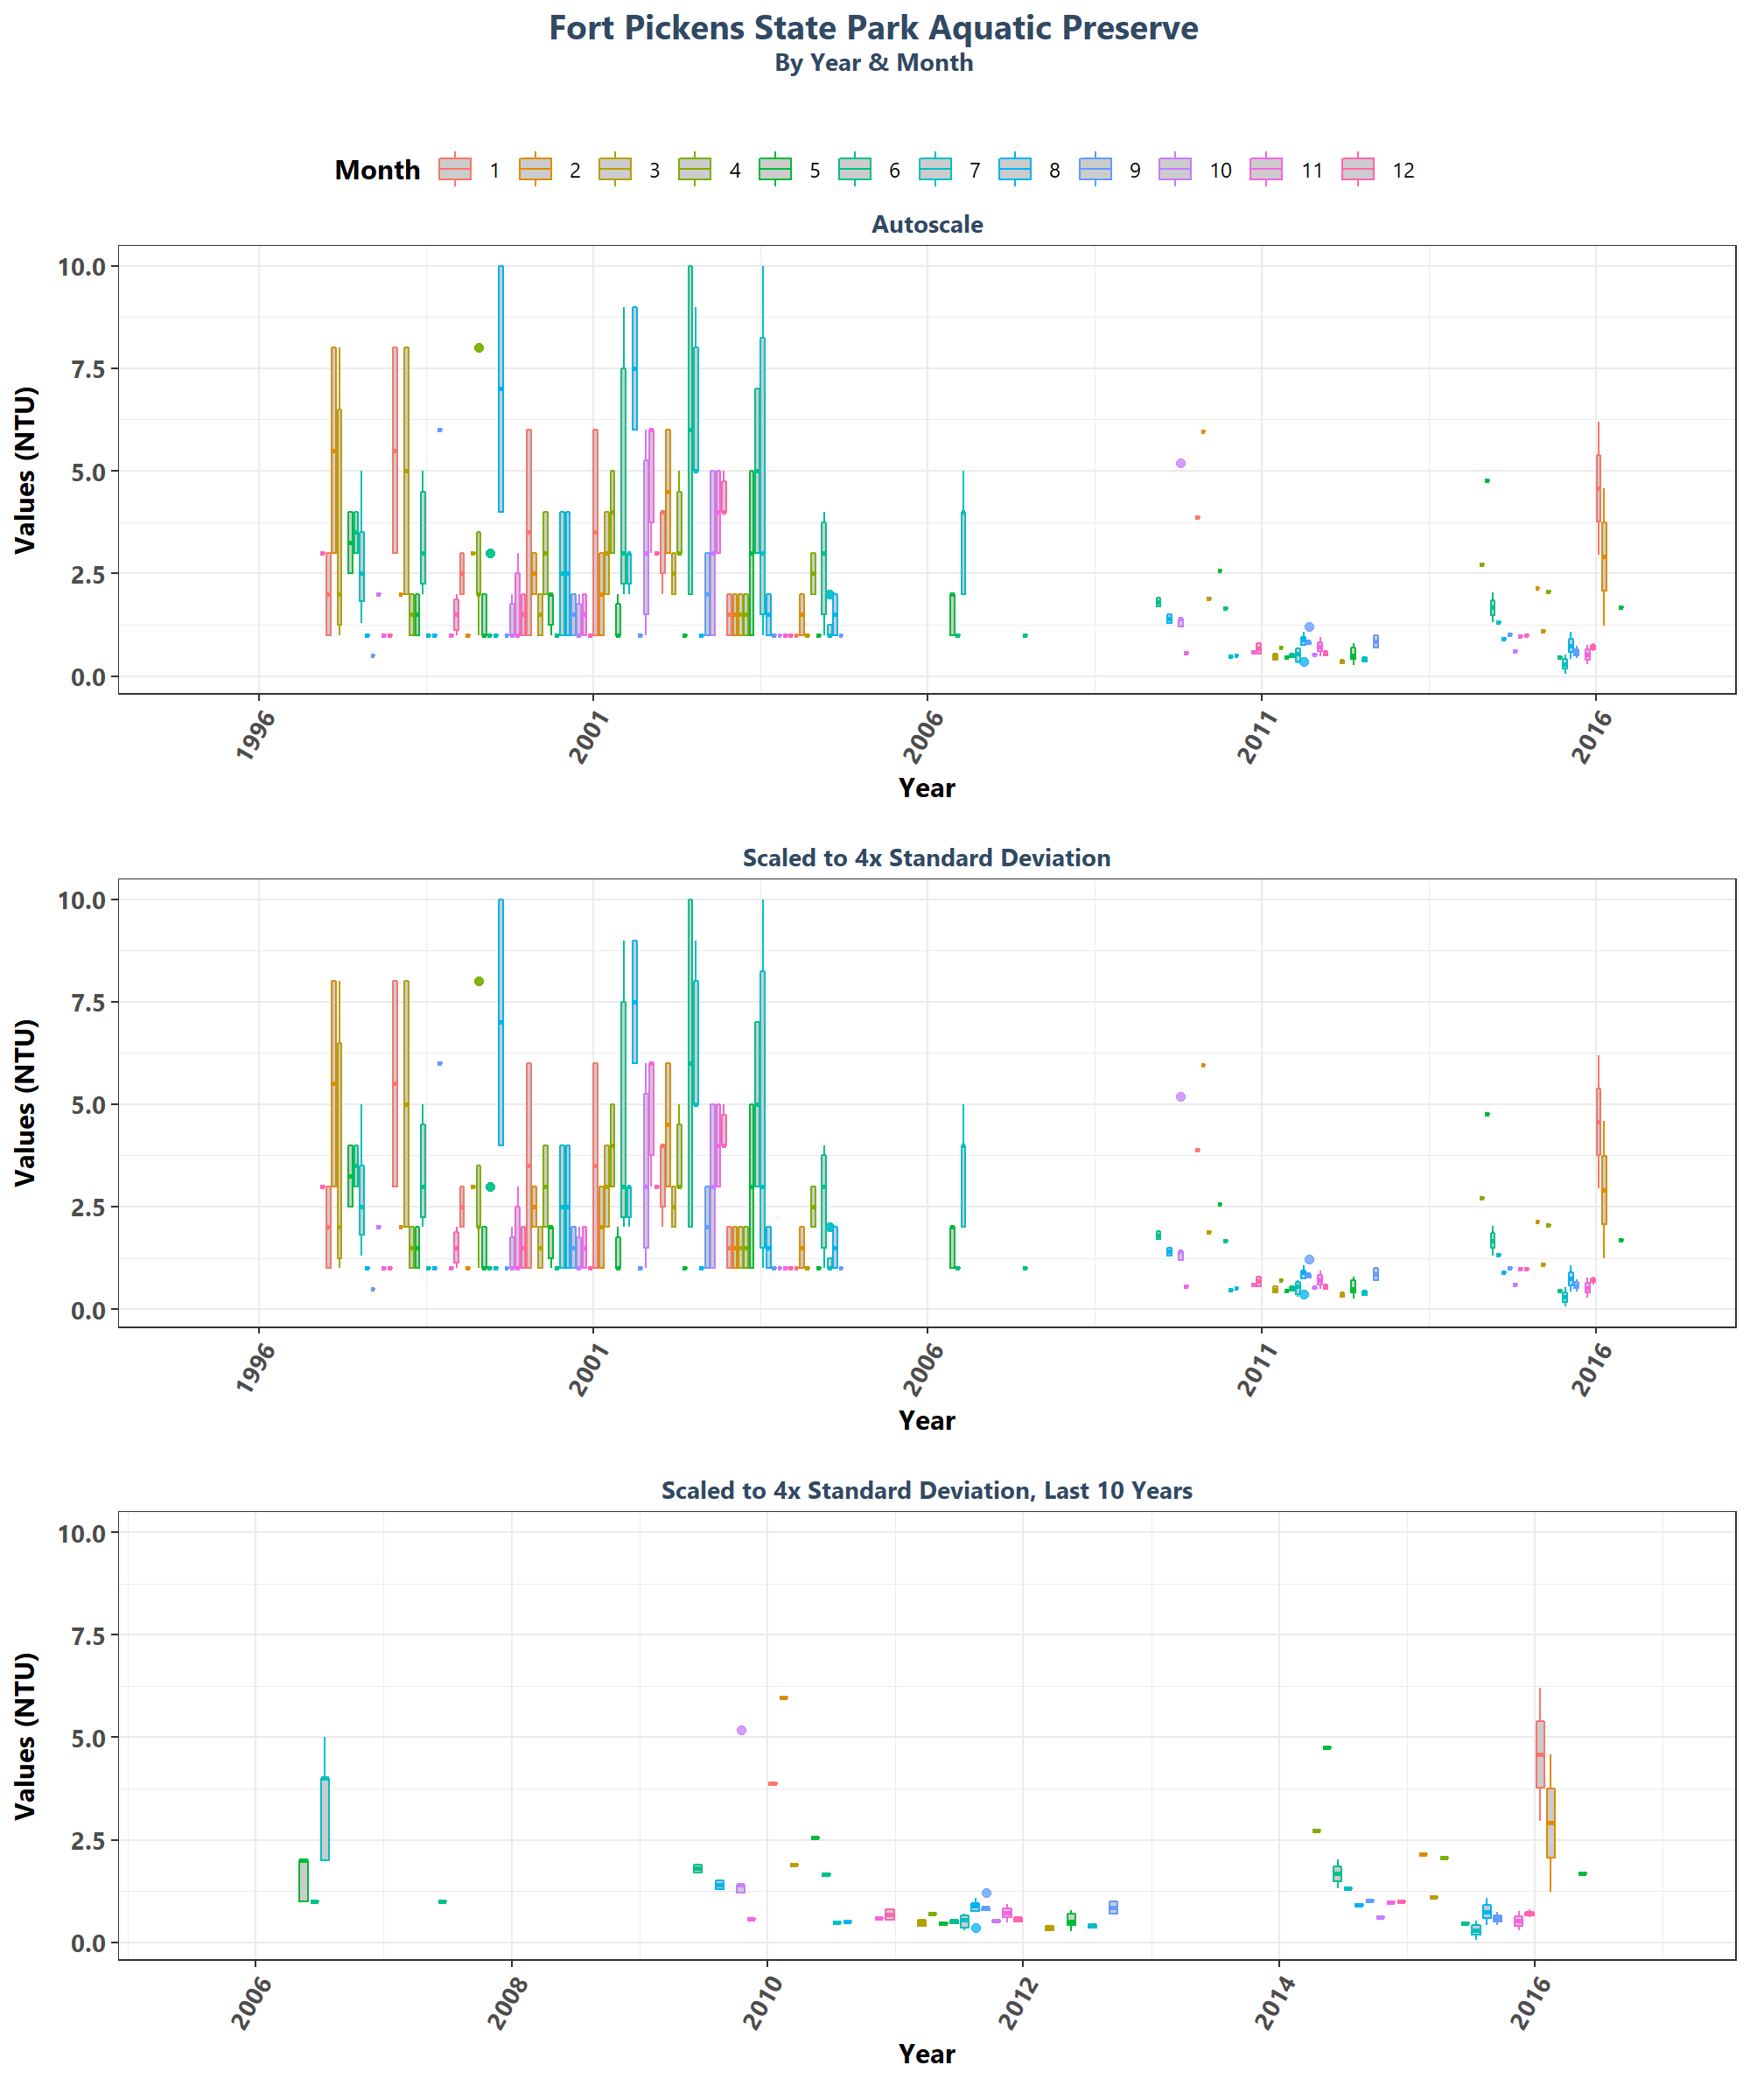 Fort Pickens State Park Aquatic Preserve
By Year & Month
Month 1 2 3 4 5 6 7 8 9 10 11 12
Autoscale
Values (NTU)
10.0
7.5
5.0
2.5
0.0
1996 2001 2006 2011 2016
Year
Scaled to 4x Standard Deviation
Values (NTU)
10.0
7.5
5.0
2.5
0.0
1996 2001 2006 2011 2016
Year
Scaled to 4x Standard Deviation, Last 10 Years
Values (NTU)
10.0
7.5
5.0
2.5
0.0
2006 2008 2010 2012 2014 2016
Year